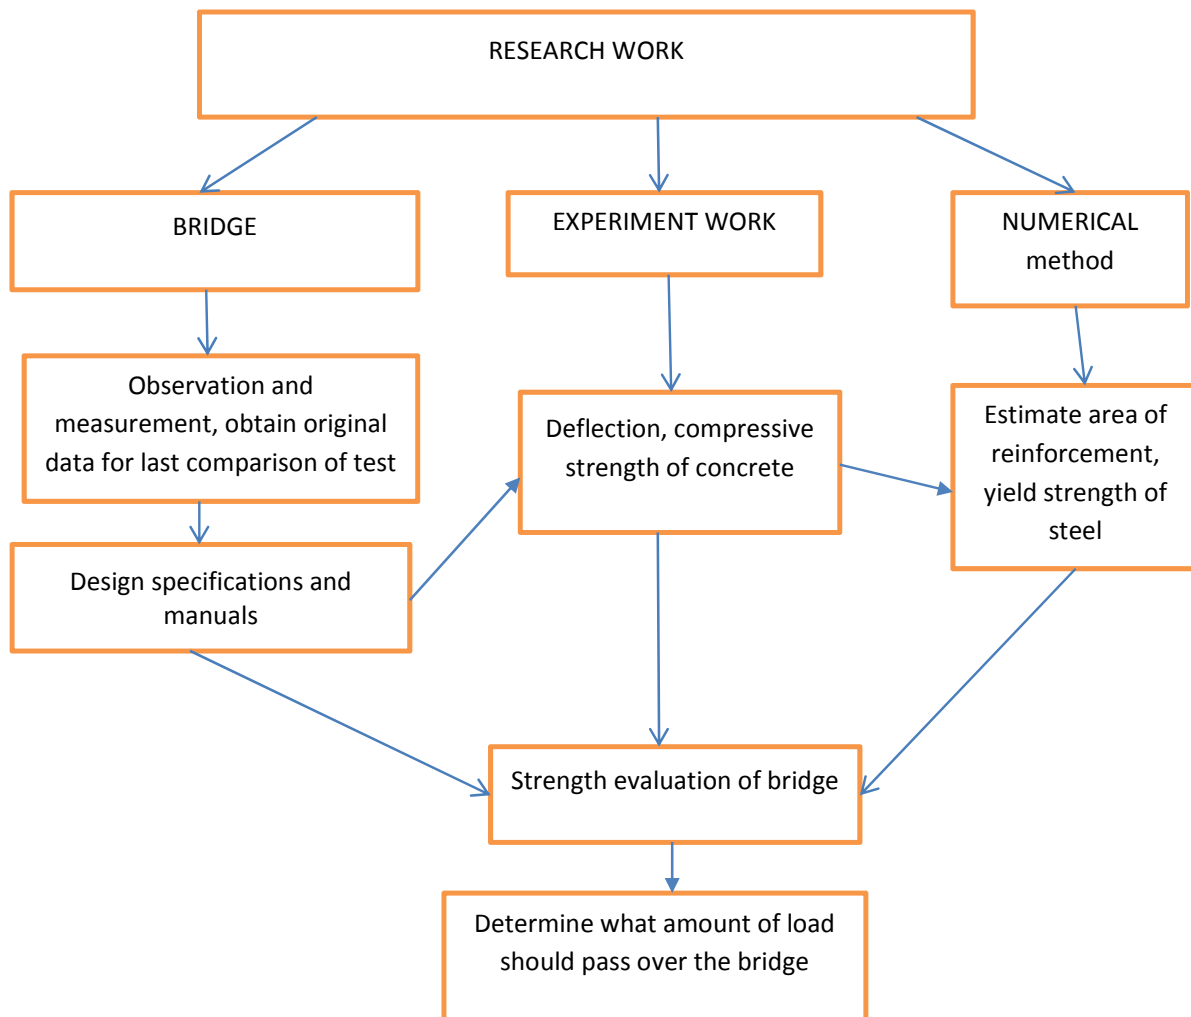 RESEARCH WORK
BRIDGE
EXPERIMENT WORK
NUMERICAL
method
Observation and
measurement, obtain original
data for last comparison of test
Deflection, compressive
strength of concrete
Estimate area of
reinforcement,
yield strength of
steel
Design specifications and
manuals
Strength evaluation of bridge
Determine what amount of load
should pass over the bridge